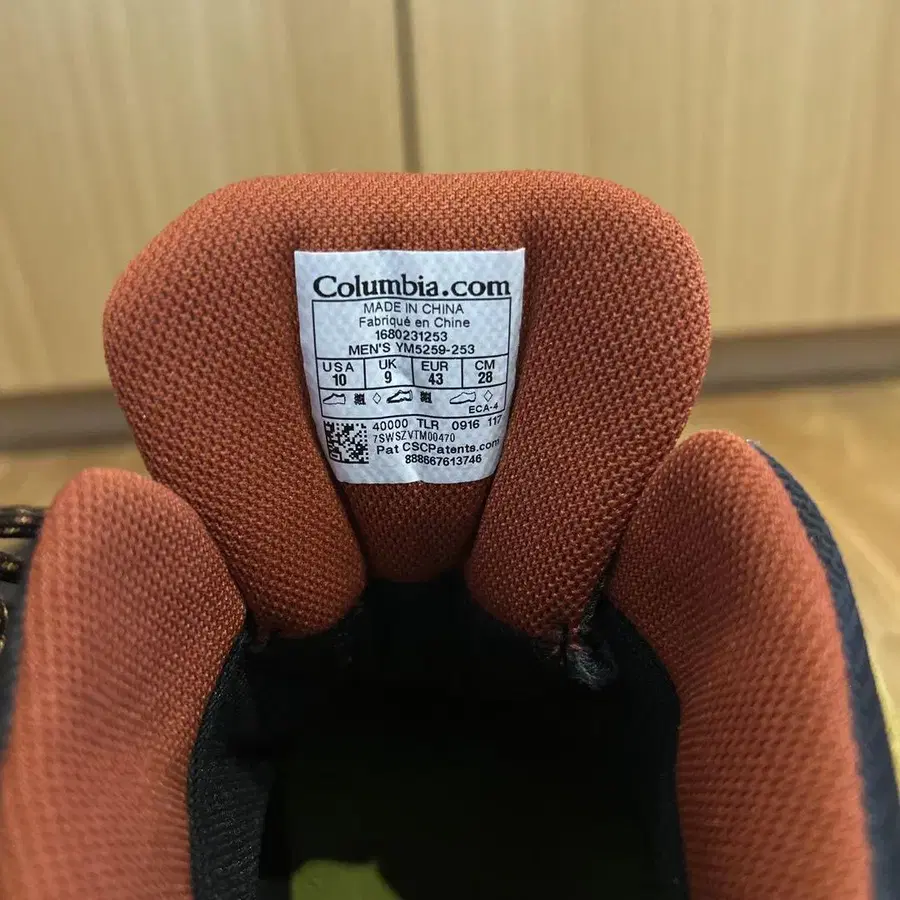 Columbia.com
MADE IN CHINA
Fabriqué en Chine
1680231253
MEN'S YM5259-253
USA UK EUR CM
10 9 43 28
ECA-4
40000 TLR 0916 117
7SWSZVTM00470
Pat CSCPatents.com
888667613746